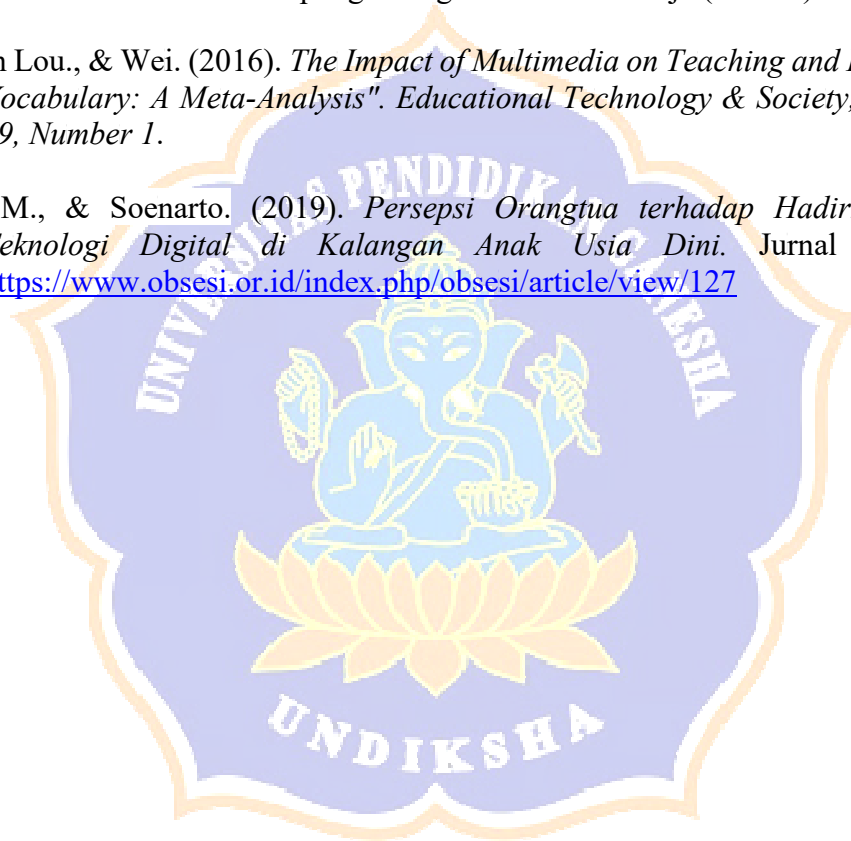 n Lou., & Wei. (2016). The Impact of Multimedia on Teaching and
Vocabulary: A Meta-Analysis". Educational Technology & Society,
9, Number 1.
M., & Soenarto. (2019). Persepsi Orangtua terhadap Hadir
Teknologi Digital di Kalangan Anak Usia Dini. Jurnal
ttps://www.obsesi.or.id/index.php/obsesi/article/view/127
UNIVERSITAS PENDIDIKAN GANESHA
UNDIKSHA